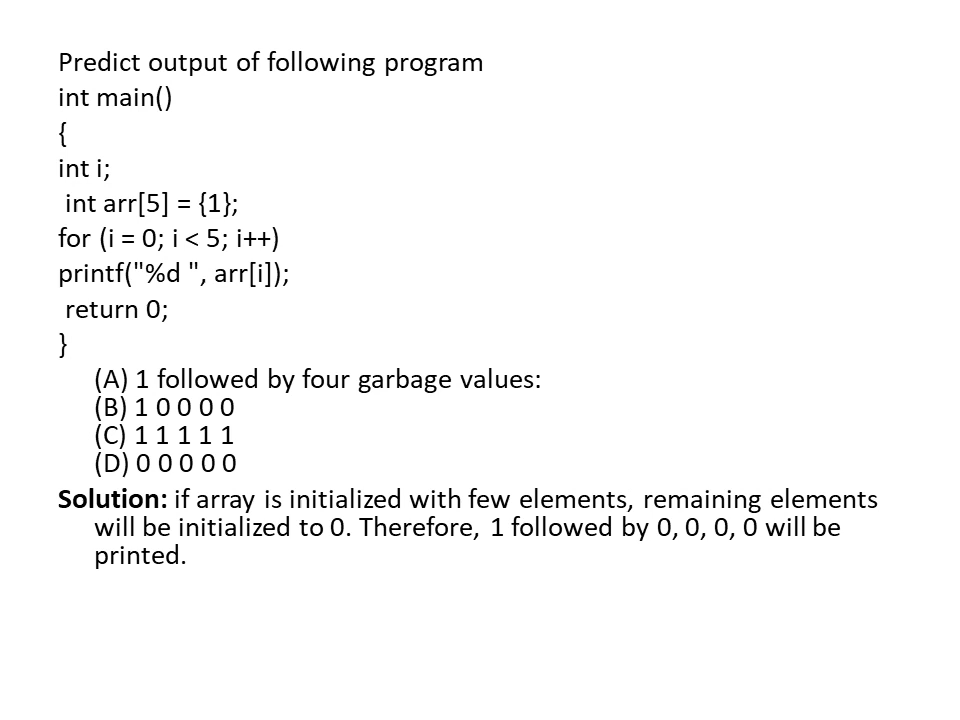 Predict output of following program
int main()
{
int i;
int arr[5] = {1};
for (i = 0; i < 5; i++)
printf("%d ", arr[i]);
return 0;
}
(A) 1 followed by four garbage values:
(B) 1 0 0 0 0
(C) 1 1 1 1 1
(D) 0 0 0 0 0
Solution: if array is initialized with few elements, remaining elements
will be initialized to 0. Therefore, 1 followed by 0, 0, 0, 0 will be
printed.